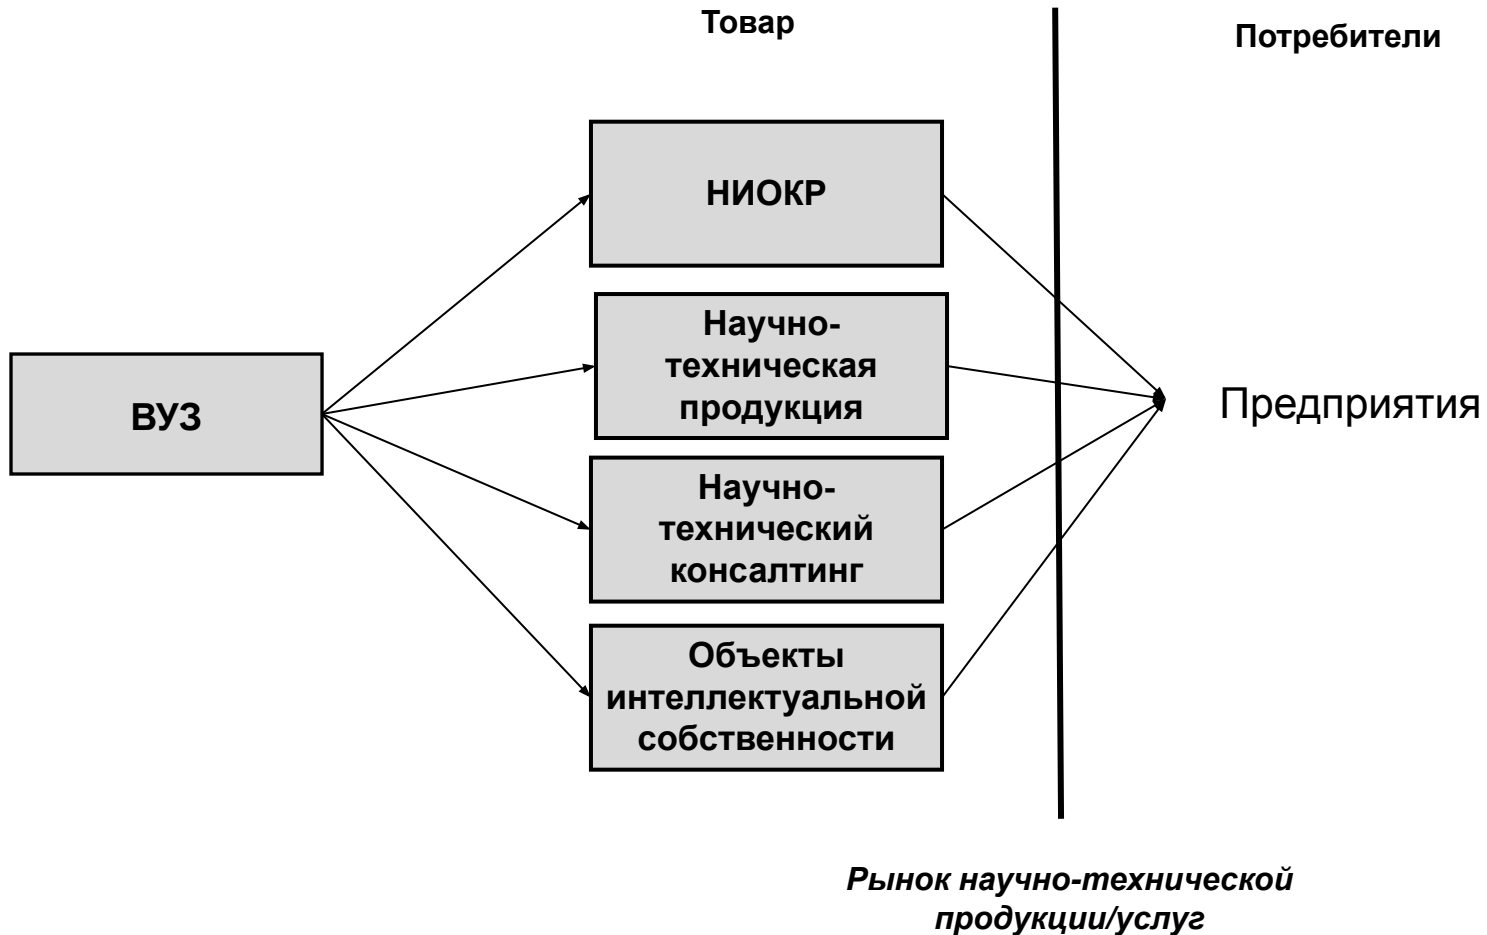 Товар
Потребители
НИОКР
Научно-
техническая
продукция
ВУЗ
Предприятия
Научно-
технический
консалтинг
Объекты
интеллектуальной
собственности
Рынок научно-технической
продукции/услуг